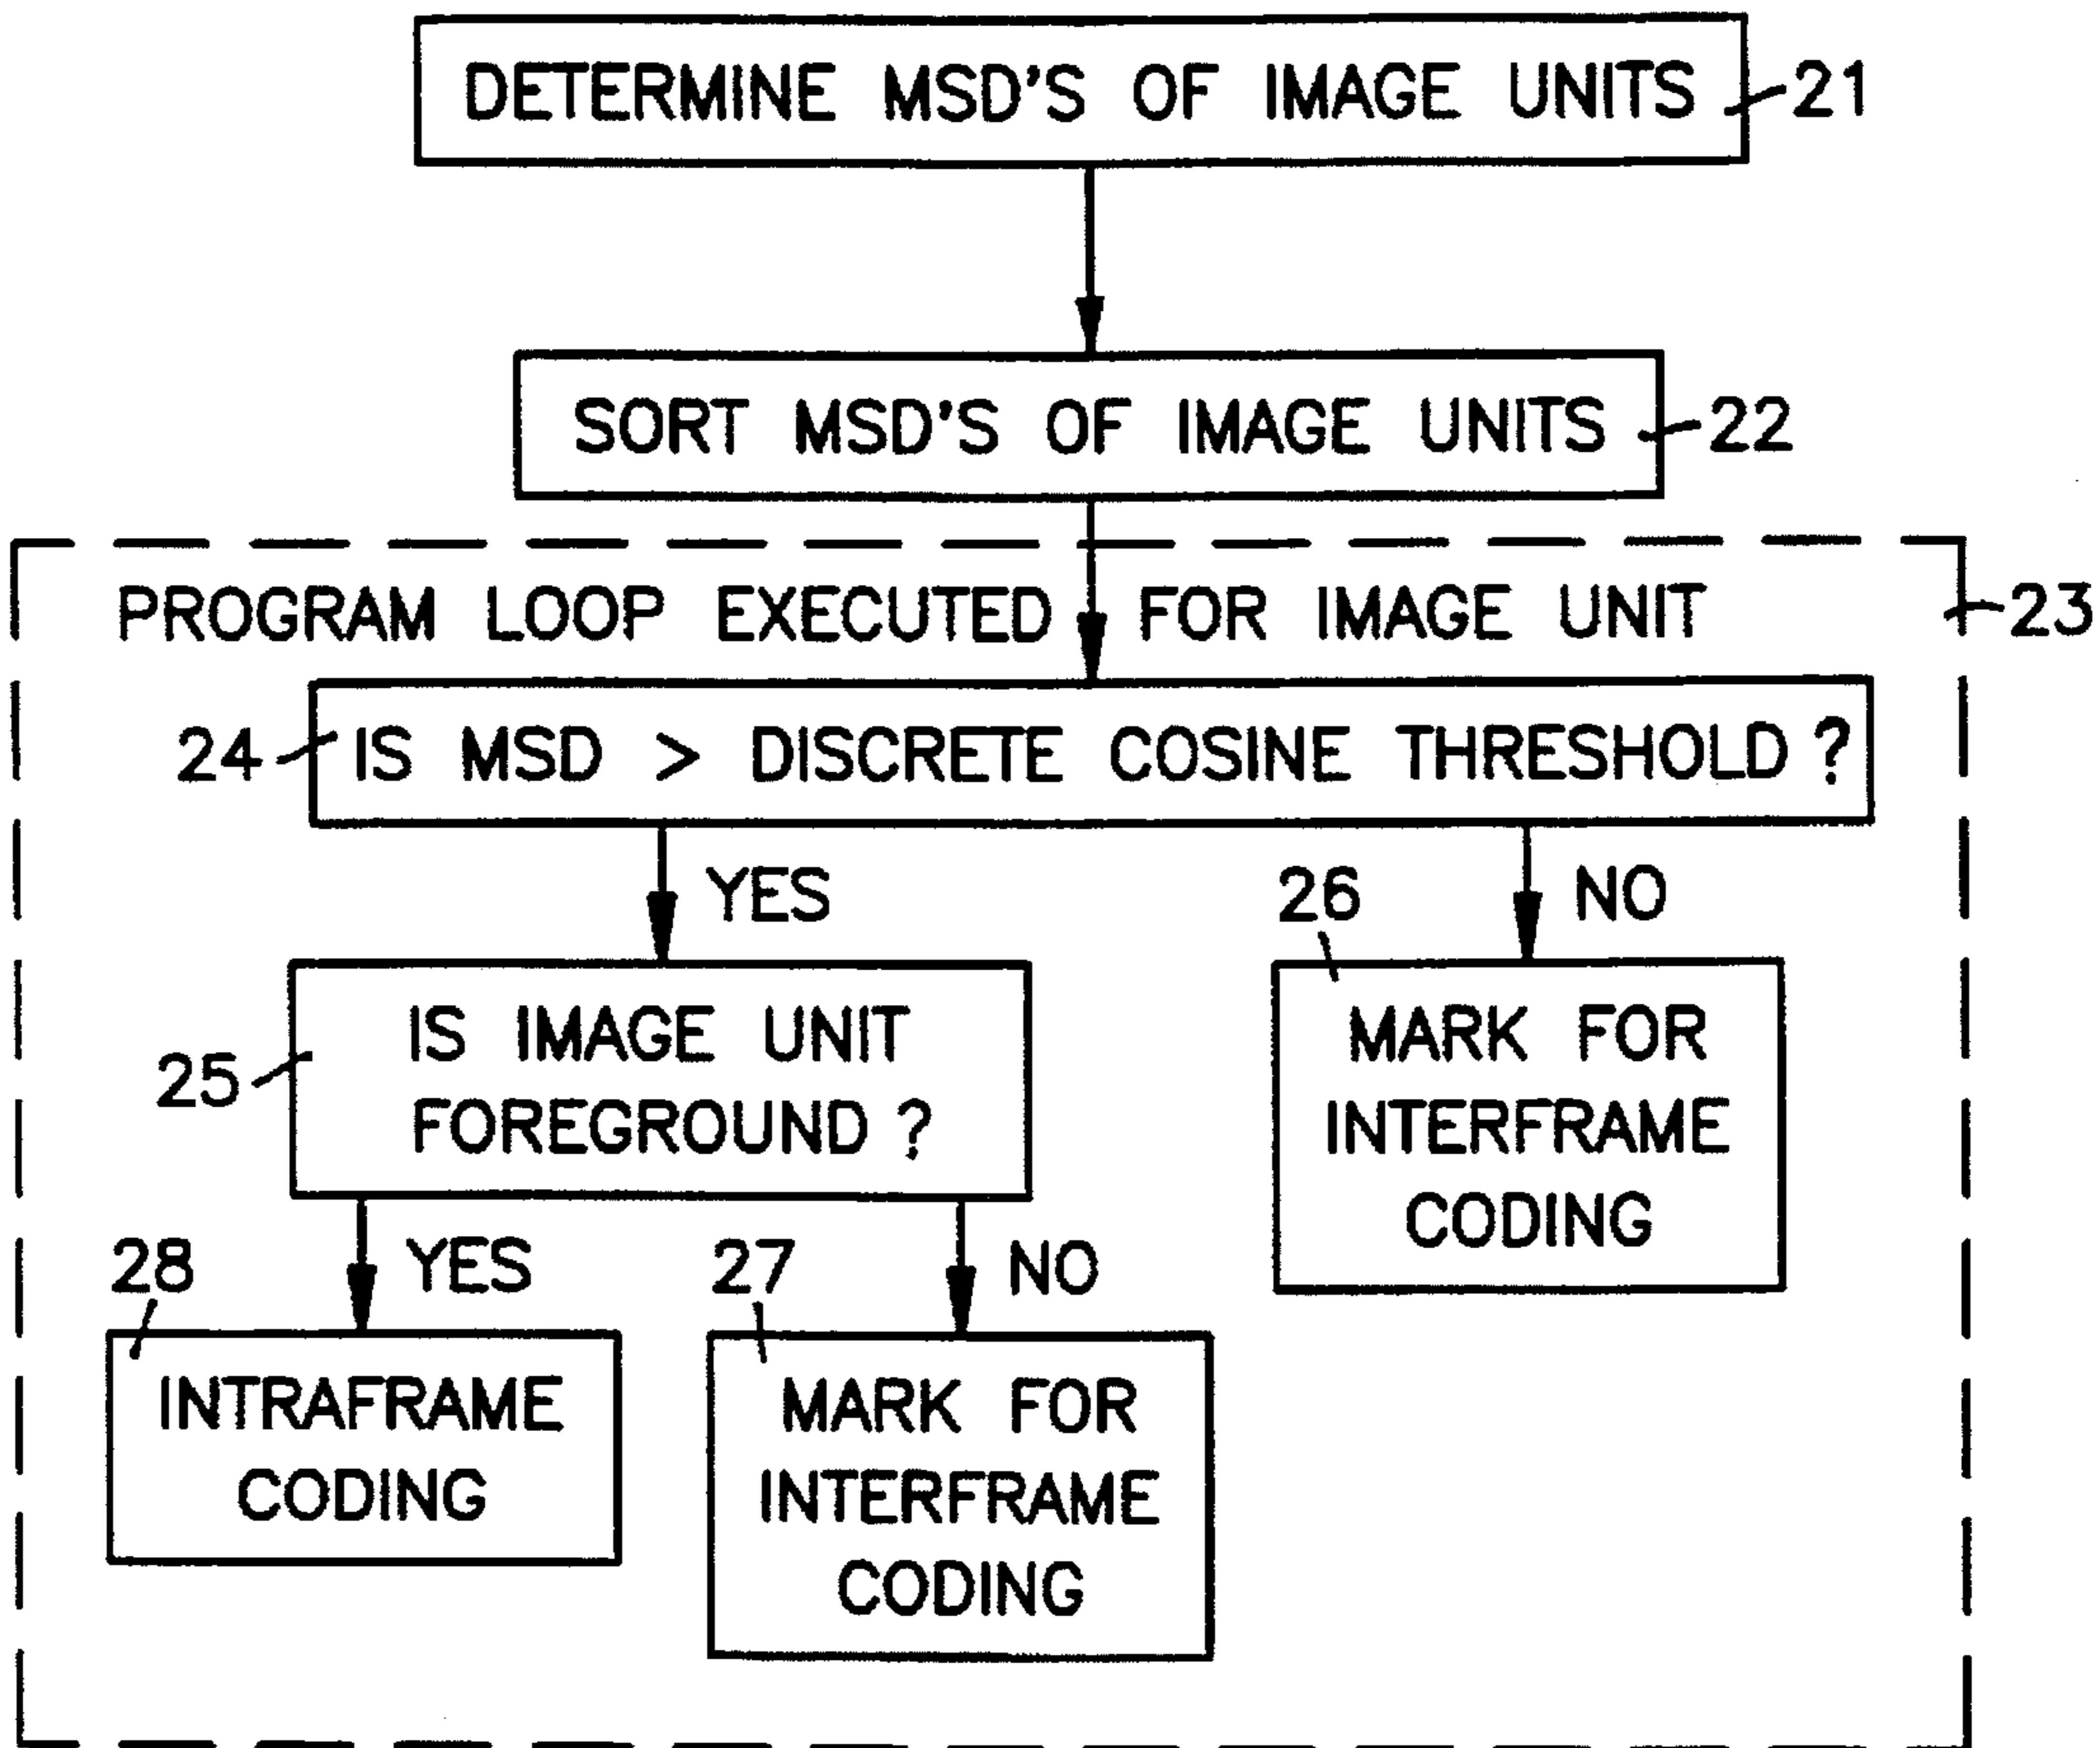 DETERMINE MSD'S OF IMAGE UNITS 21
SORT MSD'S OF IMAGE UNITS 22
PROGRAM LOOP EXECUTED FOR IMAGE UNIT 23
24 IS MSD > DISCRETE COSINE THRESHOLD ?
YES
26 NO
25 IS IMAGE UNIT
FOREGROUND ?
MARK FOR
INTERFRAME
CODING
28 YES
27 NO
INTRAFRAME
CODING
MARK FOR
INTERFRAME
CODING